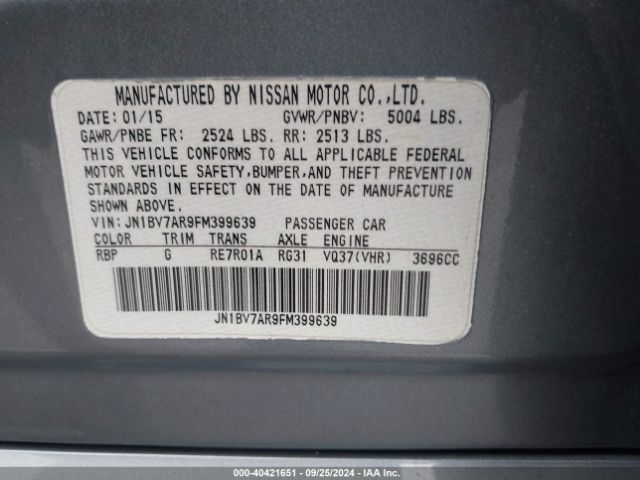 MANUFACTURED BY NISSAN MOTOR CO.,LTD.
DATE: 01/15 GVWR/PNBV: 5004 LBS.
GAWR/PNBE FR: 2524 LBS. RR: 2513 LBS.
THIS VEHICLE CONFORMS TO ALL APPLICABLE FEDERAL
MOTOR VEHICLE SAFETY,BUMPER,AND THEFT PREVENTION
STANDARDS IN EFFECT ON THE DATE OF MANUFACTURE
SHOWN ABOVE.
VIN:JN1BV7AR9FM399639 PASSENGER CAR
COLOR TRIM TRANS AXLE ENGINE
RBP G RE7R01A RG31 VQ37(VHR) 3696CC
JN1BV7AR9FM399639
000-40421651 - 09/25/2024 - IAA Inc.